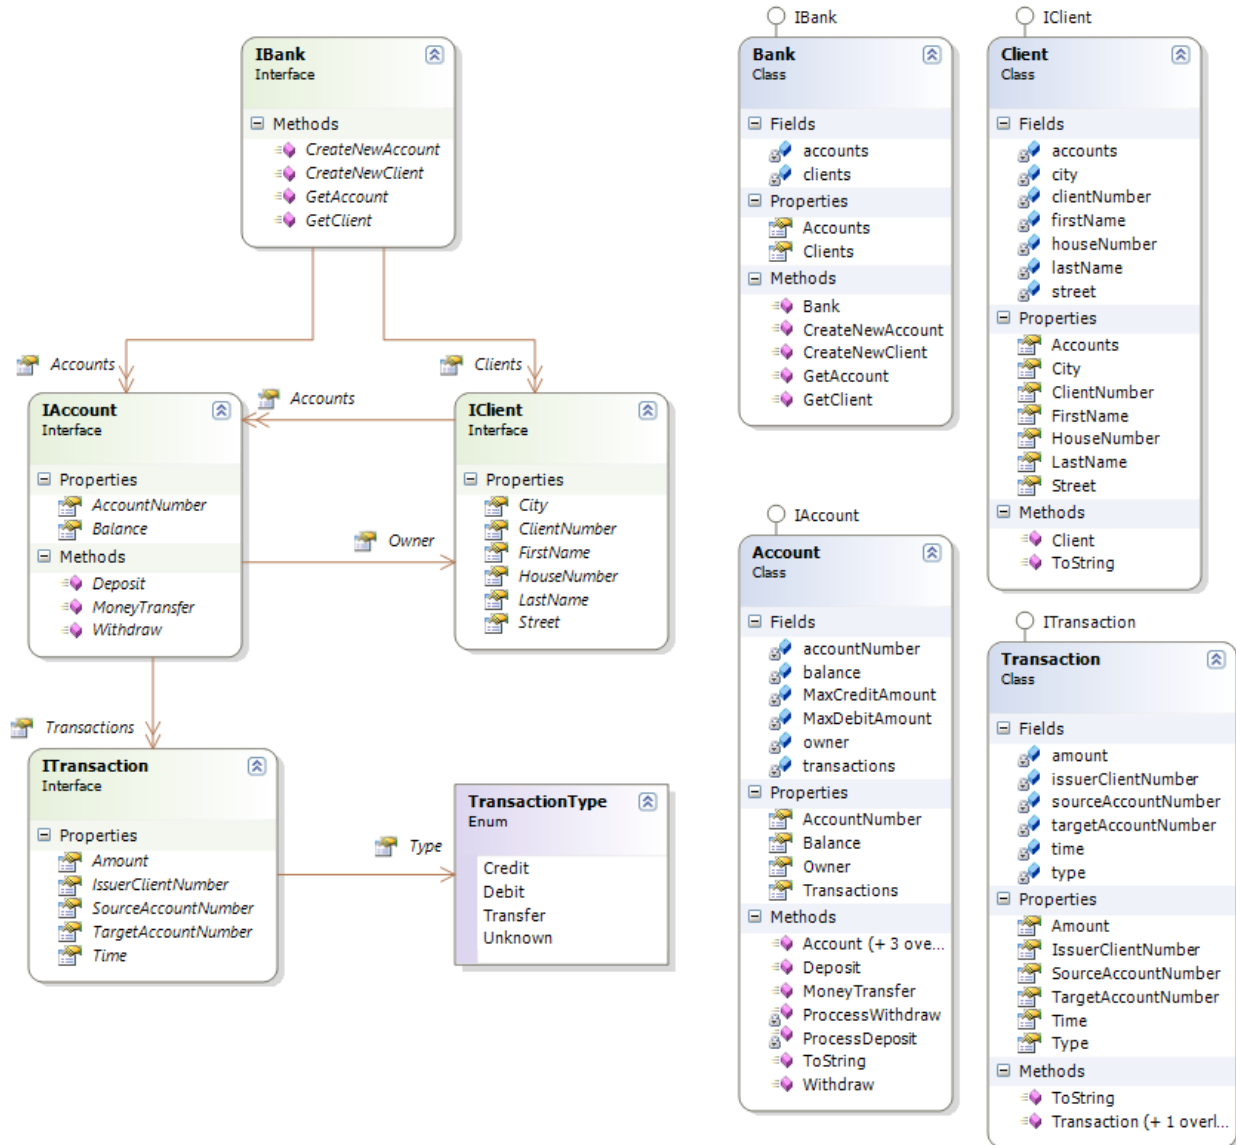 IBank
Interface
Methods
CreateNewAccount
CreateNewClient
GetAccount
GetClient
Accounts
Clients
IAccount
Interface
Properties
AccountNumber
Balance
Methods
Deposit
MoneyTransfer
Withdraw
Accounts
Owner
IClient
Interface
Properties
City
ClientNumber
FirstName
HouseNumber
LastName
Street
Transactions
ITransaction
Interface
Properties
Amount
IssuerClientNumber
SourceAccountNumber
TargetAccountNumber
Time
Type
TransactionType
Enum
Credit
Debit
Transfer
Unknown
IBank
Bank
Class
Fields
accounts
clients
Properties
Accounts
Clients
Methods
Bank
CreateNewAccount
CreateNewClient
GetAccount
GetClient
IClient
Client
Class
Fields
accounts
city
clientNumber
firstName
houseNumber
lastName
street
Properties
Accounts
City
ClientNumber
FirstName
HouseNumber
LastName
Street
Methods
Client
ToString
IAccount
Account
Class
Fields
accountNumber
balance
MaxCreditAmount
MaxDebitAmount
owner
transactions
Properties
AccountNumber
Balance
Owner
Transactions
Methods
Account (+ 3 ove...
Deposit
MoneyTransfer
ProccessWithdraw
ProcessDeposit
ToString
Withdraw
ITransaction
Transaction
Class
Fields
amount
issuerClientNumber
sourceAccountNumber
targetAccountNumber
time
type
Properties
Amount
IssuerClientNumber
SourceAccountNumber
TargetAccountNumber
Time
Type
Methods
ToString
Transaction (+ 1 overl...